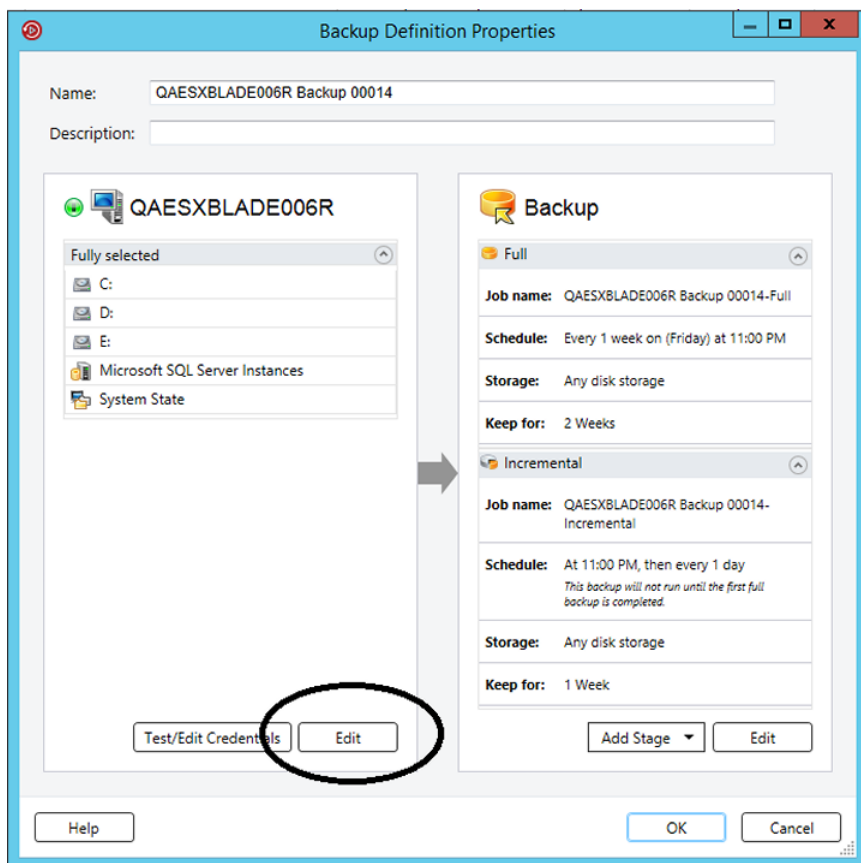 Backup Definition Properties
Name: QAESXBLADE006R Backup 00014
Description:
QAESXBLADE006R
Fully selected
C:
D:
E:
Microsoft SQL Server Instances
System State
Test/Edit Credentials Edit
Backup
Full
Job name: QAESXBLADE006R Backup 00014-Full
Schedule: Every 1 week on (Friday) at 11:00 PM
Storage: Any disk storage
Keep for: 2 Weeks
Incremental
Job name: QAESXBLADE006R Backup 00014-
Incremental
Schedule: At 11:00 PM, then every 1 day
This backup will not run until the first full
backup is completed.
Storage: Any disk storage
Keep for: 1 Week
Add Stage Edit
Help OK Cancel